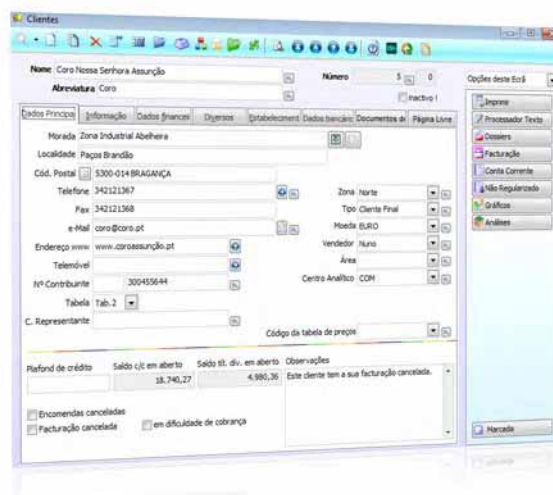 Clientes
Nome Coro Nossa Senhora Assunção
Número 5 0
Abreviatura Coro
Inactivo !
Opções deste Ecrã
Dados Principai Informação Dados financeir Diversos Estabeleciment Dados bancário Documentos de Página Livre
Morada Zona Industrial Abelheira
Localidade Paços Brandão
Cód. Postal 5300-014 BRAGANÇA
Telefone 342121367
Zona Norte
Fax 342121368
Tipo Cliente Final
e-Mail coro@coro.pt
Moeda EURO
Endereço www www.coroassunção.pt
Vendedor Nuno
Telemóvel
Área
Nº Contribuinte 300455644
Centro Analítico COM
Tabela Tab.2
C. Representante
Código da tabela de preços
Plafond de crédito
Saldo c/c em aberto 18.740,27
Saldo tit. div. em aberto 4.980,36
Observações
Este cliente tem a sua facturação cancelada.
Encomendas canceladas
Facturação cancelada
em dificuldade de cobrança
Imprime
Processador Texto
Dossiers
Facturação
Conta Corrente
Não Regularizado
Gráficos
Análises
Marcada